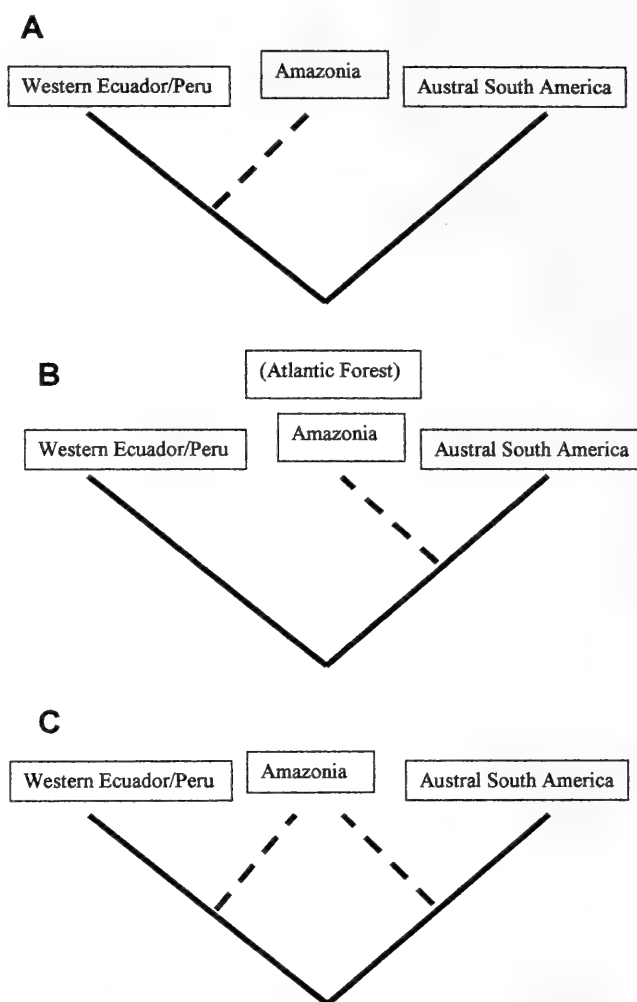 A
Western Ecuador/Peru
Amazonia
Austral South America
B
(Atlantic Forest)
Western Ecuador/Peru
Amazonia
Austral South America
C
Western Ecuador/Peru
Amazonia
Austral South America